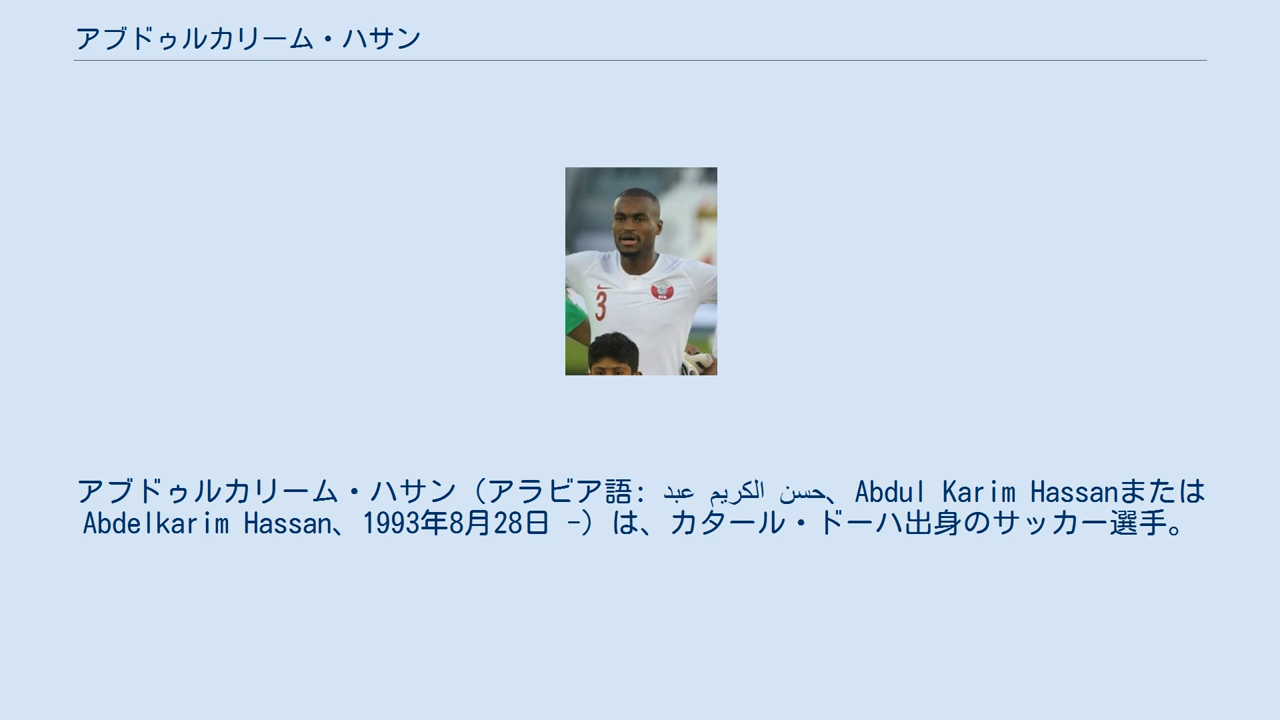 アブドゥルカリーム・ハサン
3
アブドゥルカリーム・ハサン（アラビア語: عبد الكريم حسن、Abdul Karim Hassanまたは
Abdelkarim Hassan、1993年8月28日 -）は、カタール・ドーハ出身のサッカー選手。